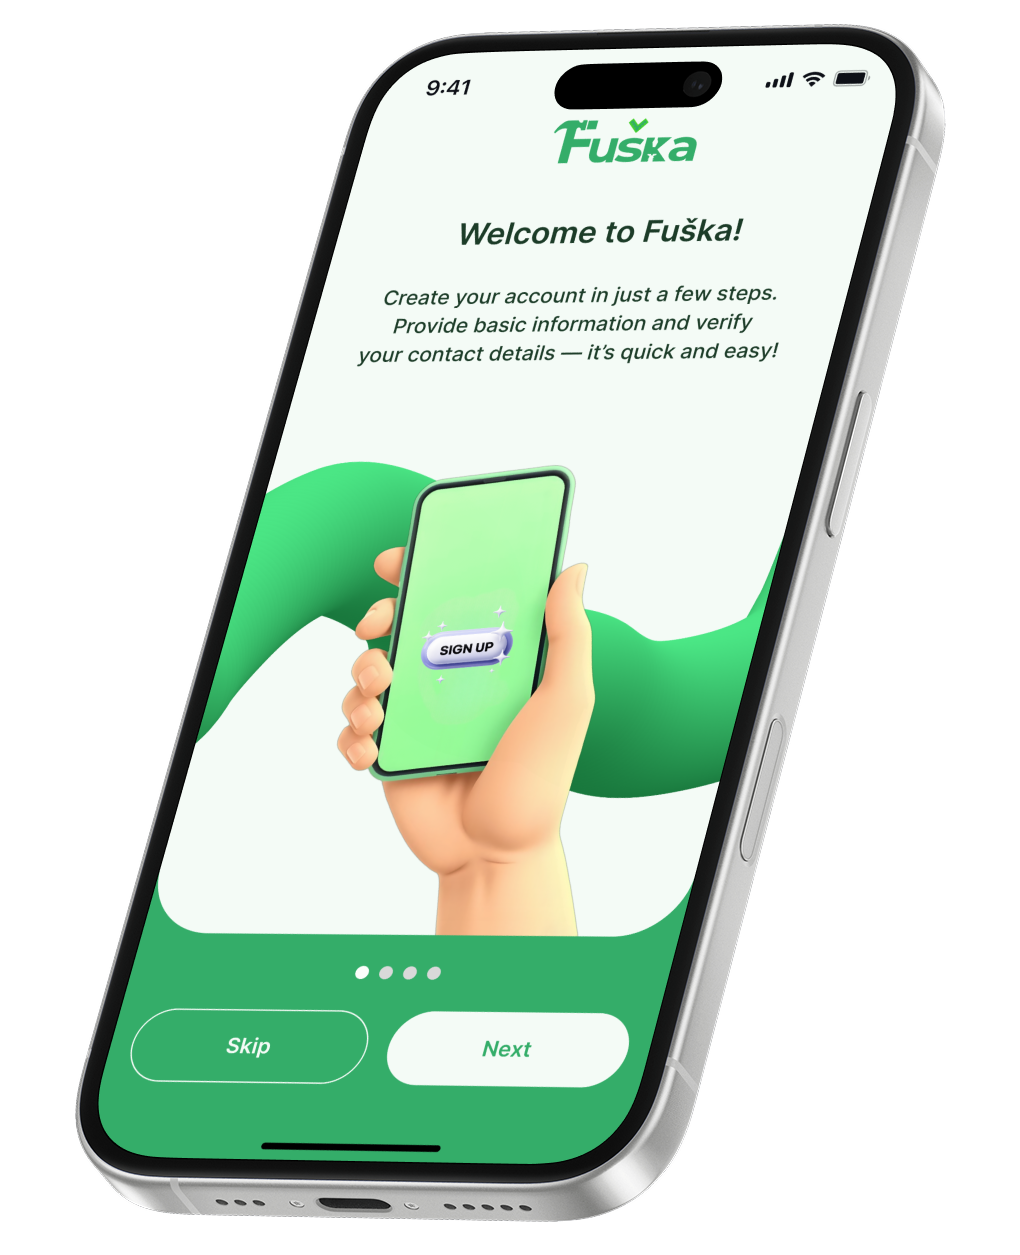 9:41
Fuška
Welcome to Fuška!
Create your account in just a few steps.
Provide basic information and verify
your contact details — it's quick and easy!
SIGN UP
Skip
Next